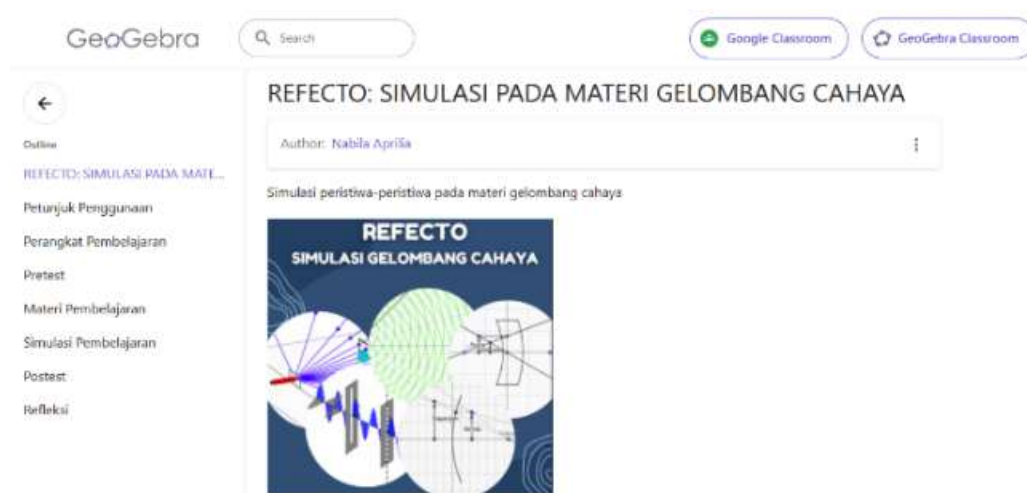 GeoGebra
Search
Google Classroom
GeoGebra Classroom
REFECTO: SIMULASI PADA MATERI GELOMBANG CAHAYA
Author: Nabila Aprilia
Simulasi peristiwa-peristiwa pada materi gelombang cahaya
Outline
REFECTO: SIMULASI PADA MATE...
Petunjuk Penggunaan
Perangkat Pembelajaran
Pretest
Materi Pembelajaran
Simulasi Pembelajaran
Postest
Refleksi
REFECTO
SIMULASI GELOMBANG CAHAYA